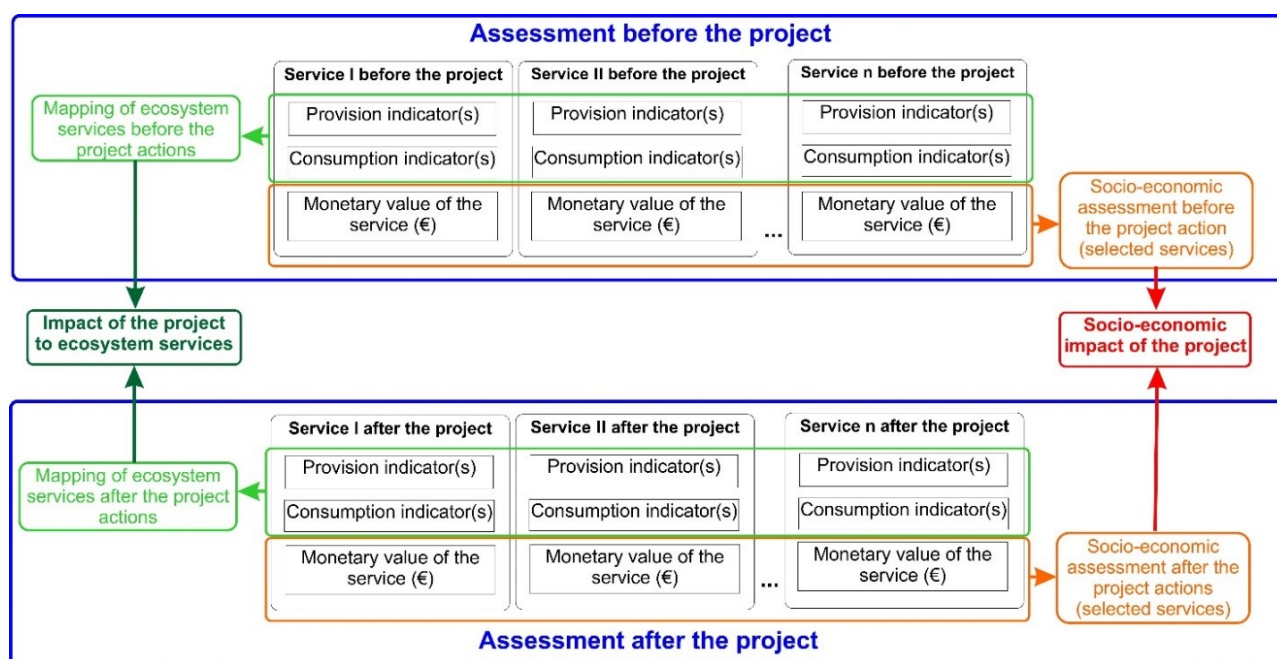 Assessment before the project
Service I before the project
Service II before the project
Service n before the project
Mapping of ecosystem
services before the
project actions
Provision indicator(s)
Provision indicator(s)
Provision indicator(s)
Consumption indicator(s)
Consumption indicator(s)
Consumption indicator(s)
Monetary value of the
service (€)
Monetary value of the
service (€)
...
Monetary value of the
service (€)
Socio-economic
assessment before
the project action
(selected services)
Impact of the project
to ecosystem services
Socio-economic
impact of the project
Service I after the project
Service II after the project
Service n after the project
Mapping of ecosystem
services after the project
actions
Provision indicator(s)
Provision indicator(s)
Provision indicator(s)
Consumption indicator(s)
Consumption indicator(s)
Consumption indicator(s)
Monetary value of the
service (€)
Monetary value of the
service (€)
...
Monetary value of the
service (€)
Socio-economic
assessment after the
project actions
(selected services)
Assessment after the project